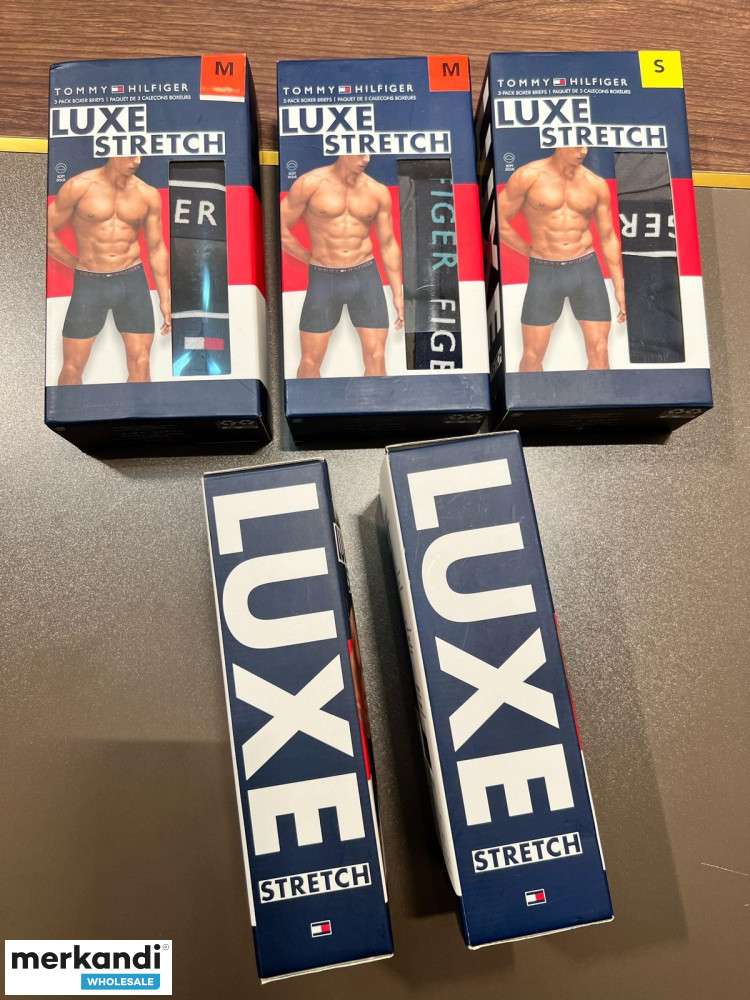 M
TOMMY HILFIGER
3-PACK BOXER BRIEFS | PAQUET DE 3 CALEÇONS BOXEURS
LUXE
STRETCH
ER
M
TOMMY HILFIGER
3-PACK BOXER BRIEFS | PAQUET DE 3 CALEÇONS BOXEURS
LUXE
STRETCH
FIGER
FIGE
S
TOMMY HILFIGER
3-PACK BOXER BRIEFS | PAQUET DE 3 CALEÇONS BOXEURS
LUXE
STRETCH
GER
LUXE
STRETCH
LUXE
STRETCH
merkandi
WHOLESALE